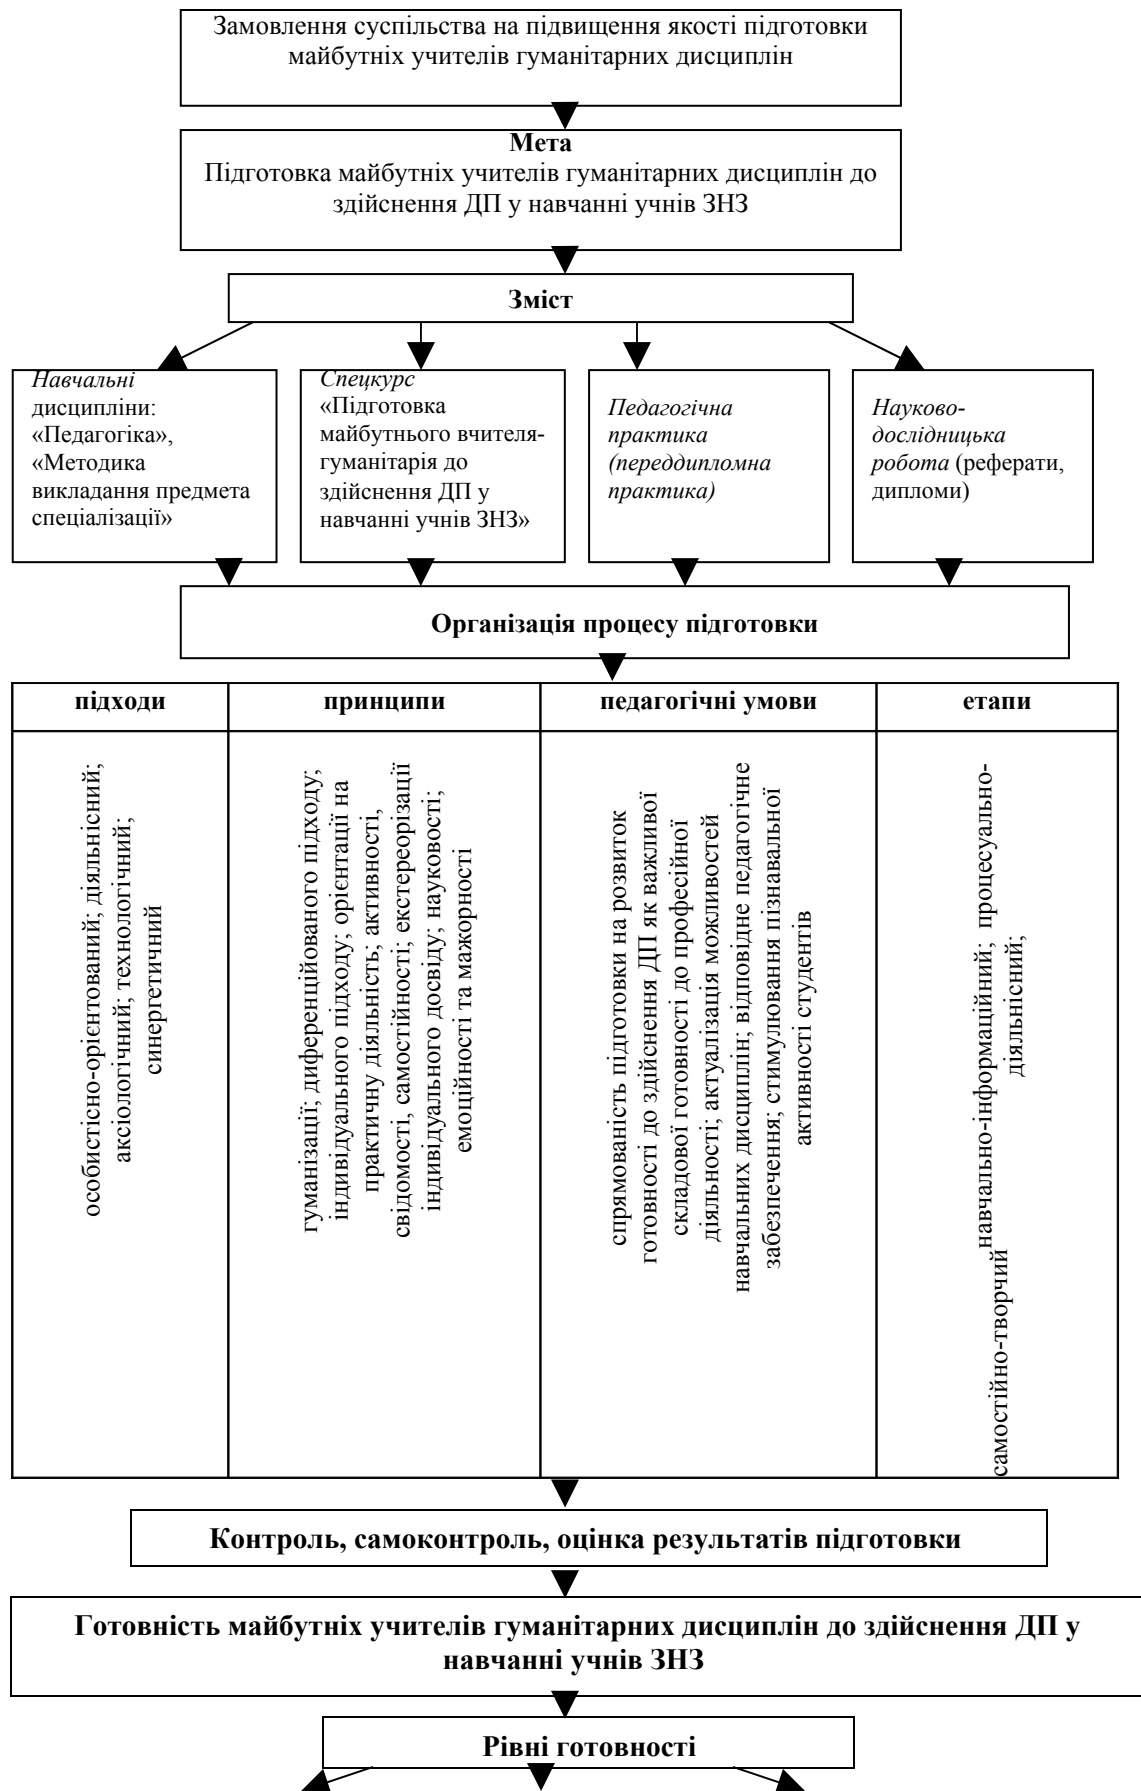 Замовлення суспільства на підвищення якості підготовки
майбутніх учителів гуманітарних дисциплін
Мета
Підготовка майбутніх учителів гуманітарних дисциплін до
здійснення ДП у навчанні учнів ЗНЗ
Зміст
Навчальні
дисципліни:
«Педагогіка»,
«Методика
викладання предмета
спеціалізації»
Спецкурс
«Підготовка
майбутнього вчителя-
гуманітарія до
здійснення ДП у
навчанні учнів ЗНЗ»
Педагогічна
практика
(переддипломна
практика)
Науково-
дослідницька
робота (реферати,
дипломи)
Організація процесу підготовки
підходи
принципи
педагогічні умови
етапи
особистісно-орієнтований; діяльнісний;
аксіологічний; технологічний;
синергетичний
гуманізації; диференційованого підходу;
індивідуального підходу; орієнтації на
практичну діяльність; активності,
свідомості, самостійності; екстереорізації
індивідуального досвіду; науковості;
емоційності та мажорності
спрямованість підготовки на розвиток
готовності до здійснення ДП як важливої
складової готовності до професійної
діяльності; актуалізація можливостей
навчальних дисциплін; відповідне педагогічне
забезпечення; стимулювання пізнавальної
активності студентів
навчально-інформаційний; процесуально-
діяльнісний;
самостійно-творчий
Контроль, самоконтроль, оцінка результатів підготовки
Готовність майбутніх учителів гуманітарних дисциплін до здійснення ДП у
навчанні учнів ЗНЗ
Рівні готовності